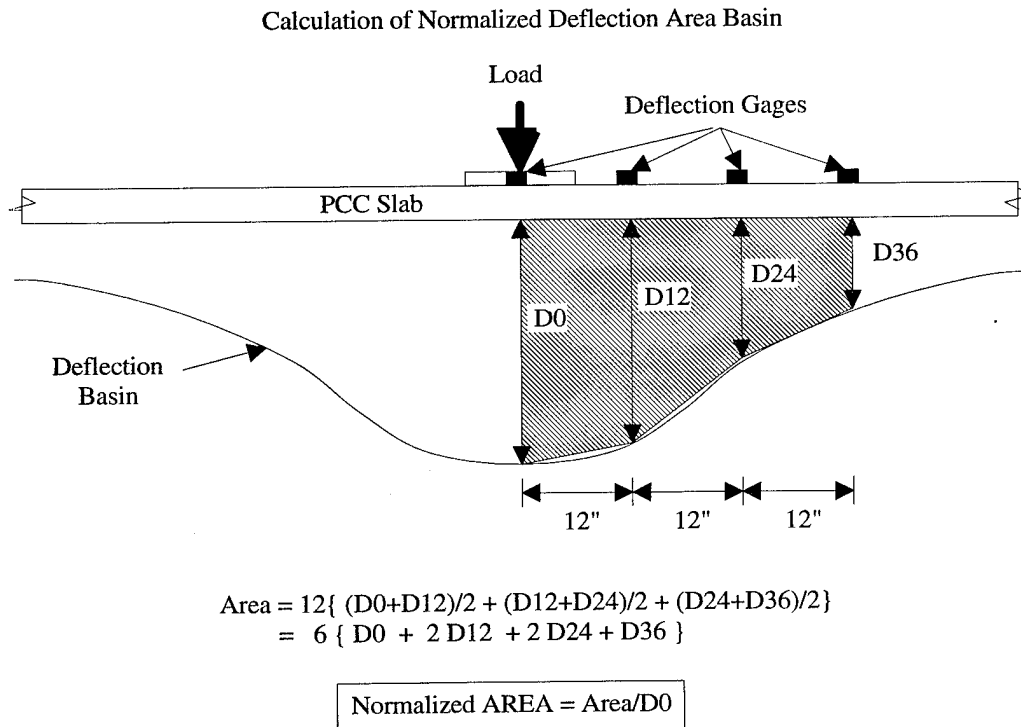 Calculation of Normalized Deflection Area Basin
Load
Deflection Gages
PCC Slab
D0
D12
D24
D36
Deflection
Basin
12"
12"
12"
Area = 12{ (D0+D12)/2 + (D12+D24)/2 + (D24+D36)/2}
= 6 { D0 + 2 D12 + 2 D24 + D36 }
Normalized AREA = Area/D0